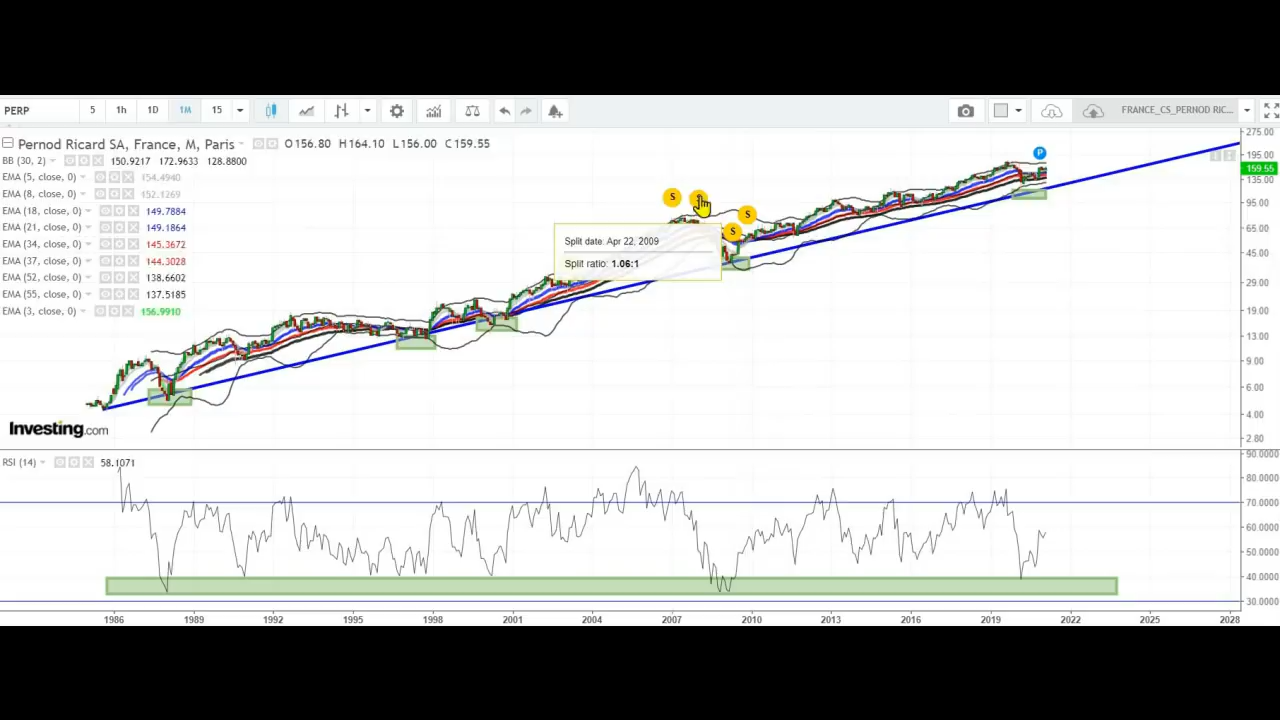 PERP 5 1h 1D 1M 15 FRANCE_CS_PERNOD RIC...
Pernod Ricard SA, France, M, Paris O156.80 H164.10 L156.00 C159.55
BB (30, 2) 150.9217 172.9633 128.8800
EMA (5, close, 0) 154.4940
EMA (8, close, 0) 152.1269
EMA (18, close, 0) 149.7884
EMA (21, close, 0) 149.1864
EMA (34, close, 0) 145.3672
EMA (37, close, 0) 144.3028
EMA (52, close, 0) 138.6602
EMA (55, close, 0) 137.5185
EMA (3, close, 0) 156.9910
P
S
S
S
Split date: Apr 22, 2009
Split ratio: 1.06:1
275.00
195.00
159.55
135.00
95.00
65.00
45.00
29.00
19.00
13.00
9.00
6.00
4.00
2.80
Investing.com
RSI (14) 58.1071
90.0000
80.0000
70.0000
60.0000
50.0000
40.0000
30.0000
1986 1989 1992 1995 1998 2001 2004 2007 2010 2013 2016 2019 2022 2025 2028